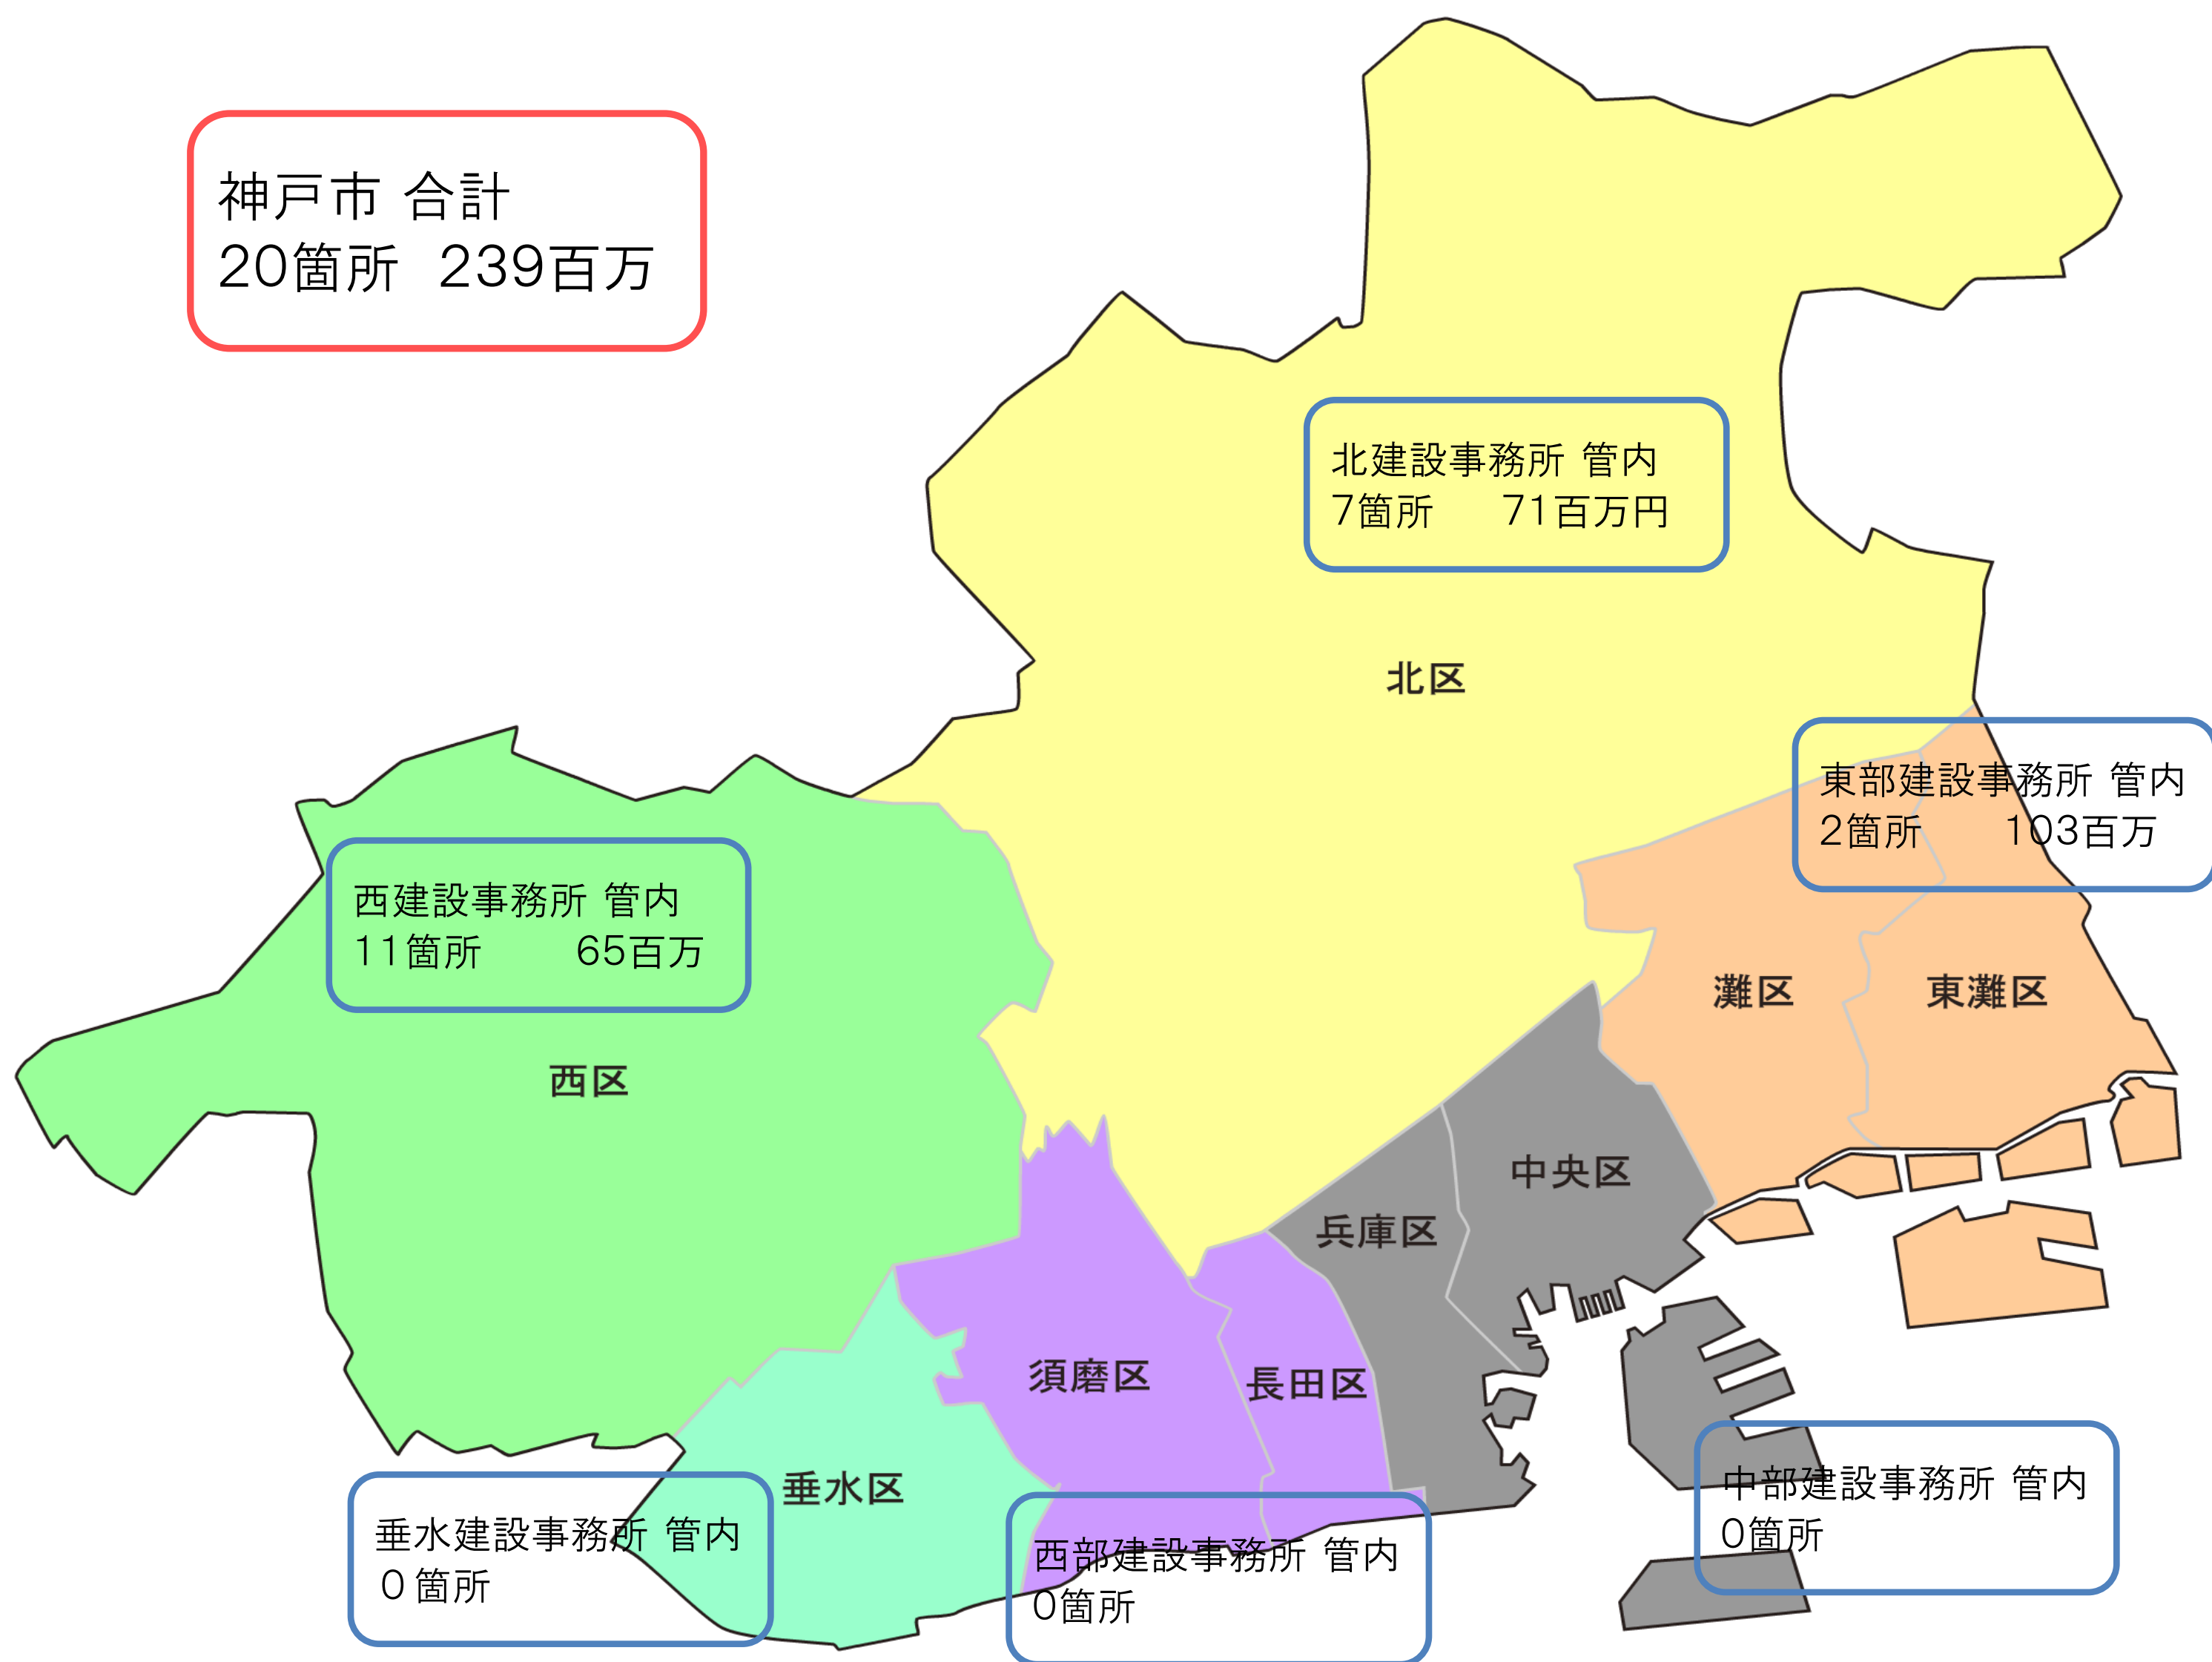 神戸市 合計
20箇所 239百万
北建設事務所 管内
7箇所 71百万円
北区
東部建設事務所 管内
2箇所 103百万
西建設事務所 管内
11箇所 65百万
灘区
東灘区
西区
中央区
兵庫区
須磨区
長田区
垂水区
中部建設事務所 管内
0箇所
垂水建設事務所 管内
０箇所
西部建設事務所 管内
0箇所